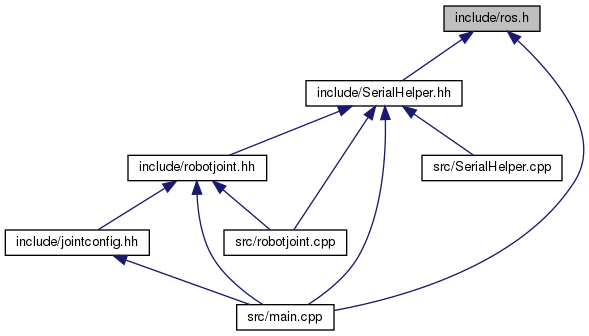 include/ros.h
include/SerialHelper.hh
include/robotjoint.hh
src/SerialHelper.cpp
include/jointconfig.hh
src/robotjoint.cpp
src/main.cpp